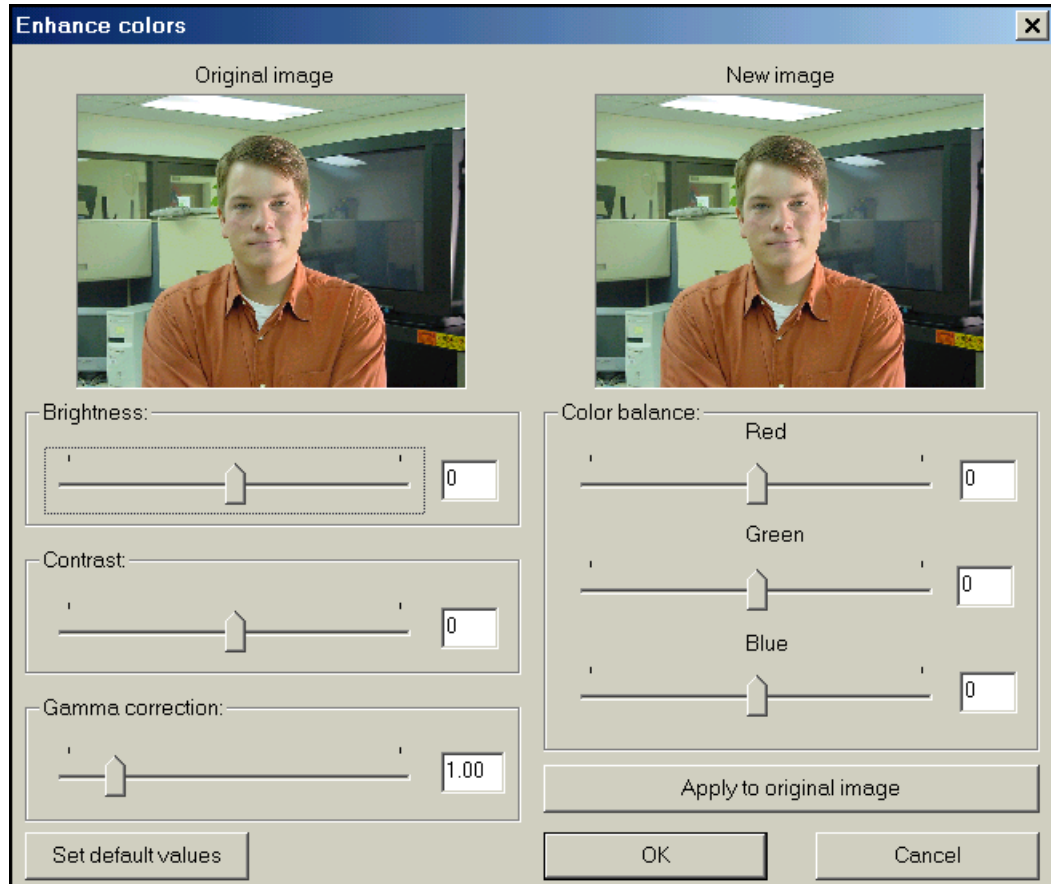 Enhance colors
Original image
New image
Brightness:
0
Contrast:
0
Gamma correction:
1.00
Set default values
Color balance:
Red
0
Green
0
Blue
0
Apply to original image
OK
Cancel